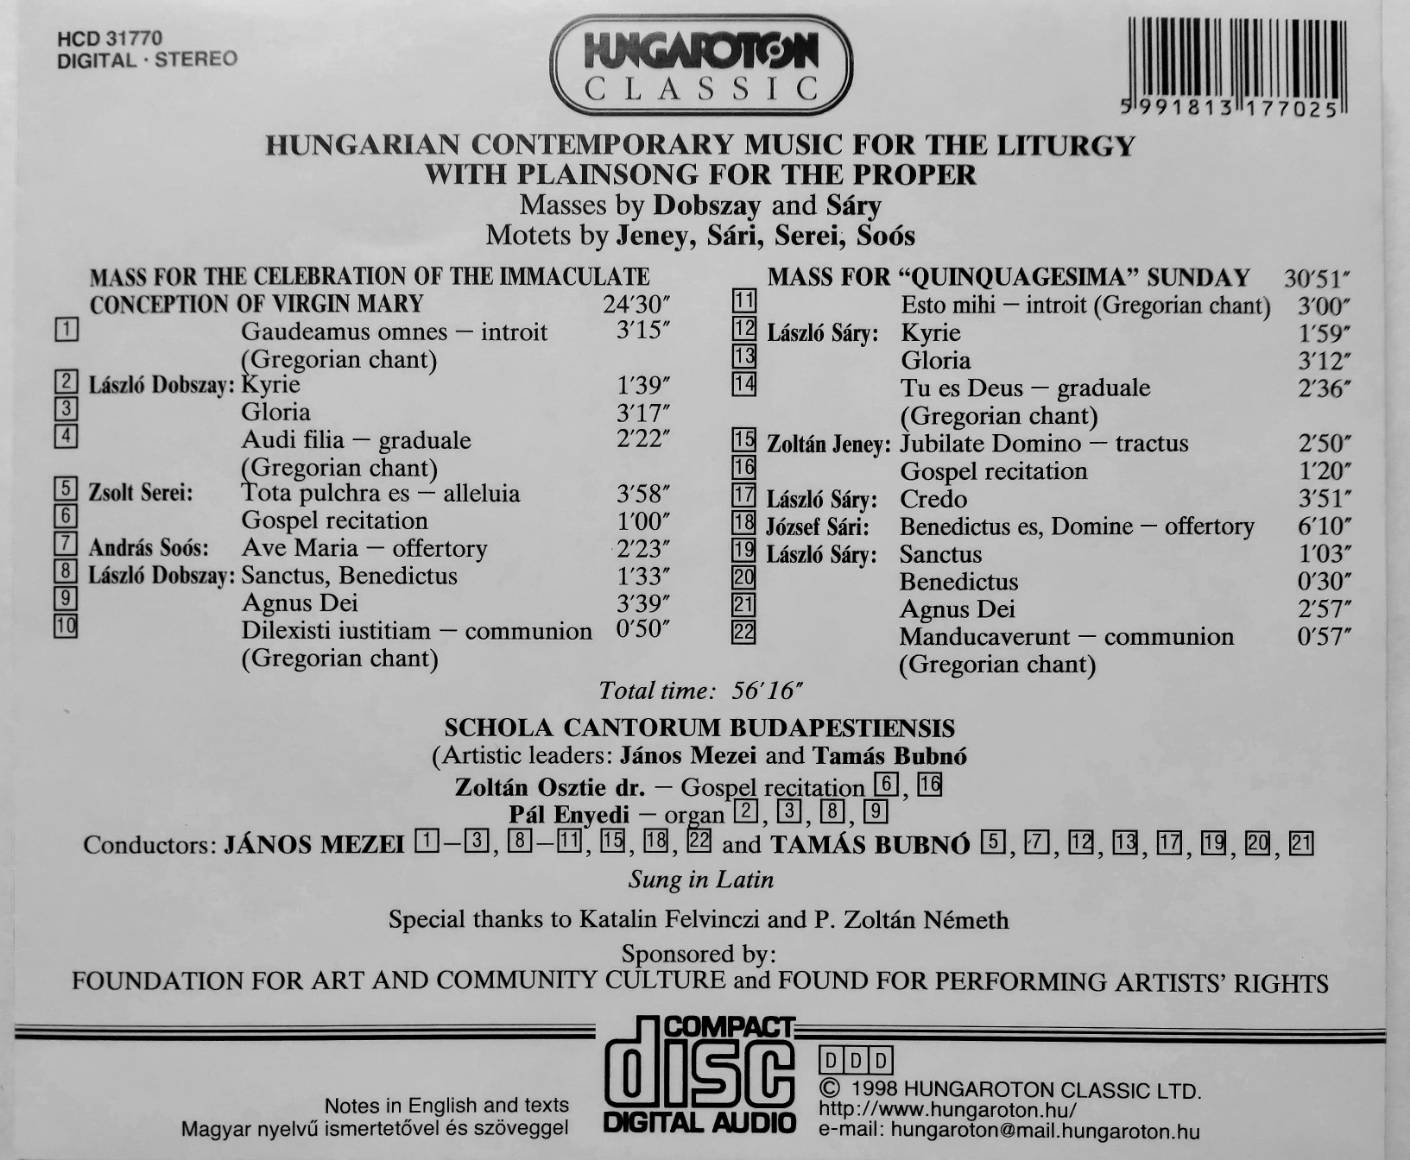 HCD 31770
DIGITAL · STEREO
HUNGAROTON
CLASSIC
5 991813 177025
HUNGARIAN CONTEMPORARY MUSIC FOR THE LITURGY
WITH PLAINSONG FOR THE PROPER
Masses by Dobszay and Sáry
Motets by Jeney, Sári, Serei, Soós
MASS FOR THE CELEBRATION OF THE IMMACULATE
CONCEPTION OF VIRGIN MARY 24′30″
1 Gaudeamus omnes – introit 3′15″
(Gregorian chant)
2 László Dobszay: Kyrie 1′39″
3 Gloria 3′17″
4 Audi filia – graduale 2′22″
(Gregorian chant)
5 Zsolt Serei: Tota pulchra es – alleluia 3′58″
6 Gospel recitation 1′00″
7 András Soós: Ave Maria – offertory 2′23″
8 László Dobszay: Sanctus, Benedictus 1′33″
9 Agnus Dei 3′39″
10 Dilexisti iustitiam – communion 0′50″
(Gregorian chant)
MASS FOR “QUINQUAGESIMA” SUNDAY 30′51″
11 Esto mihi – introit (Gregorian chant) 3′00″
12 László Sáry: Kyrie 1′59″
13 Gloria 3′12″
14 Tu es Deus – graduale 2′36″
(Gregorian chant)
15 Zoltán Jeney: Jubilate Domino – tractus 2′50″
16 Gospel recitation 1′20″
17 László Sáry: Credo 3′51″
18 József Sári: Benedictus es, Domine – offertory 6′10″
19 László Sáry: Sanctus 1′03″
20 Benedictus 0′30″
21 Agnus Dei 2′57″
22 Manducaverunt – communion 0′57″
(Gregorian chant)
Total time: 56′16″
SCHOLA CANTORUM BUDAPESTIENSIS
(Artistic leaders: János Mezei and Tamás Bubnó
Zoltán Osztie dr. – Gospel recitation 6, 16
Pál Enyedi – organ 2, 3, 8, 9
Conductors: JÁNOS MEZEI 1–3, 8–11, 15, 18, 22 and TAMÁS BUBNÓ 5, 7, 12, 13, 17, 19, 20, 21
Sung in Latin
Special thanks to Katalin Felvinczi and P. Zoltán Németh
Sponsored by:
FOUNDATION FOR ART AND COMMUNITY CULTURE and FOUND FOR PERFORMING ARTISTS’ RIGHTS
Notes in English and texts
Magyar nyelvű ismertetővel és szöveggel
COMPACT
disc
DIGITAL AUDIO
D D D
© 1998 HUNGAROTON CLASSIC LTD.
http://www.hungaroton.hu/
e-mail: hungaroton@mail.hungaroton.hu